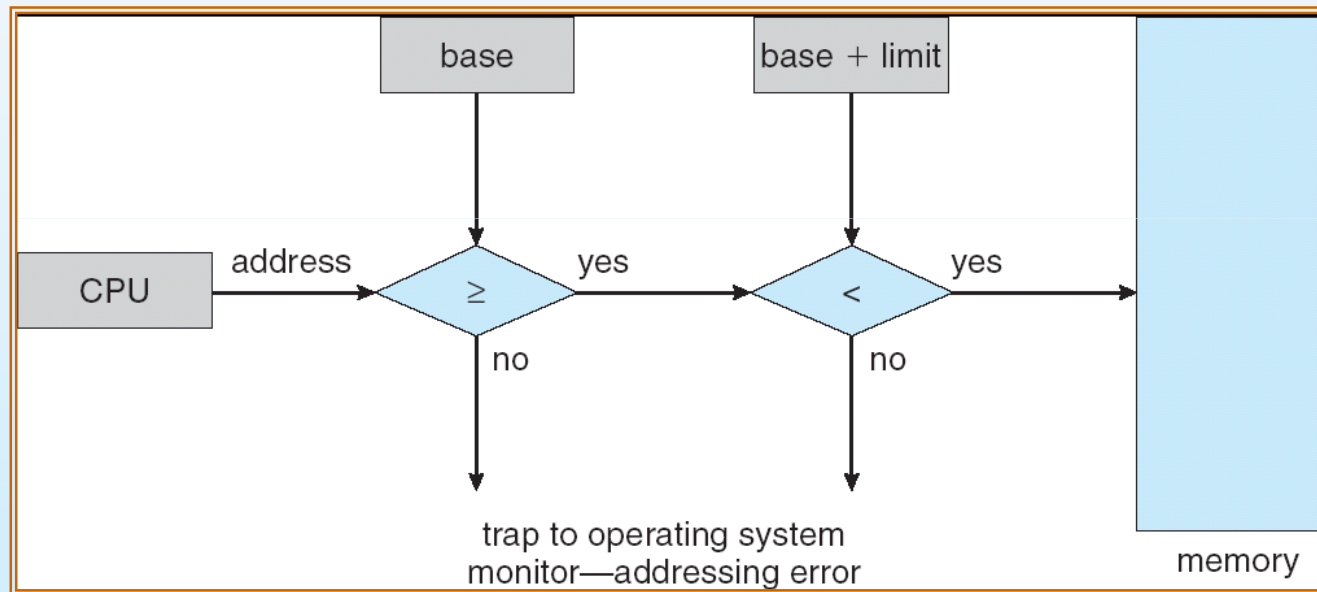 base
base + limit
CPU
address
≥
yes
<
yes
no
no
trap to operating system
monitor—addressing error
memory